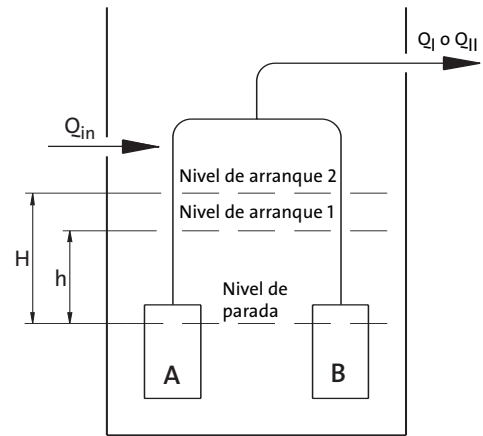 Q_I o Q_II
Q_in
Nivel de arranque 2
Nivel de arranque 1
H
h
Nivel de
parada
A
B